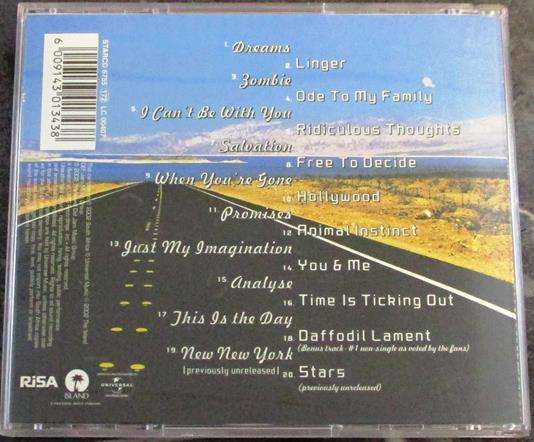 1. Dreams
2. Linger
3. Zombie
4. Ode To My Family
5. I Can't Be With You
Ridiculous Thoughts
Salvation
8. Free To Decide
9. When You're Gone
10. Hollywood
11. Promises
12. Animal Instinct
13. Just My Imagination
14. You & Me
15 Analyse
16. Time Is Ticking Out
17. This Is the Day
18. Daffodil Lament
(Bonus track - #1 non-single as voted by the fans)
19. New New York
(previously unreleased)
20. Stars
(previously unreleased)
STARCD 6735
6 009143 013438
RiSA
ISLAND
UNIVERSAL